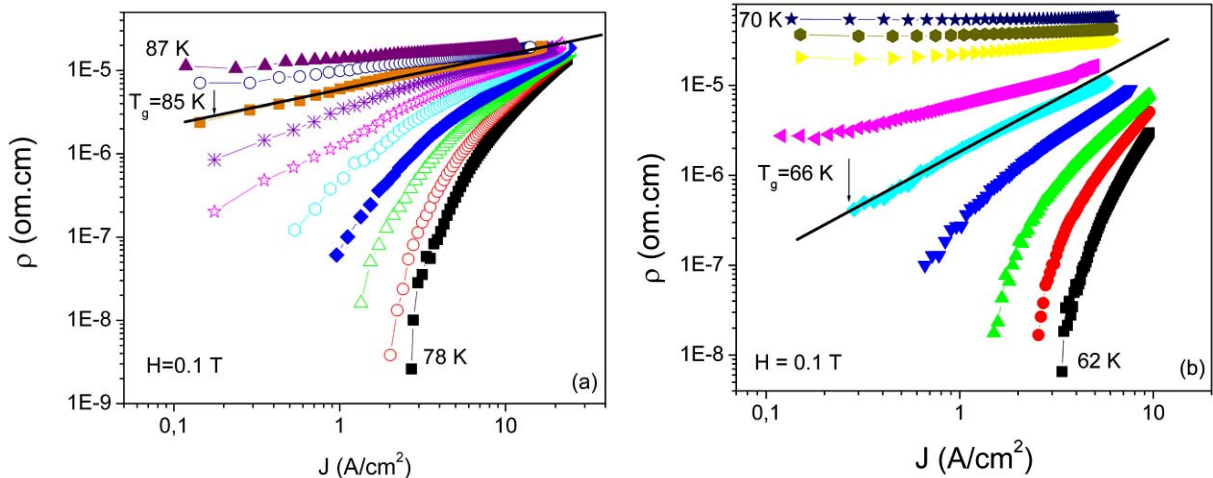 87 K
T_g=85 K
78 K
H=0.1 T
(a)
ρ (om.cm)
1E-5
1E-6
1E-7
1E-8
1E-9
0,1
1
10
J (A/cm²)
70 K
T_g=66 K
62 K
H = 0.1 T
(b)
ρ (om.cm)
1E-5
1E-6
1E-7
1E-8
0,1
1
10
J (A/cm²)